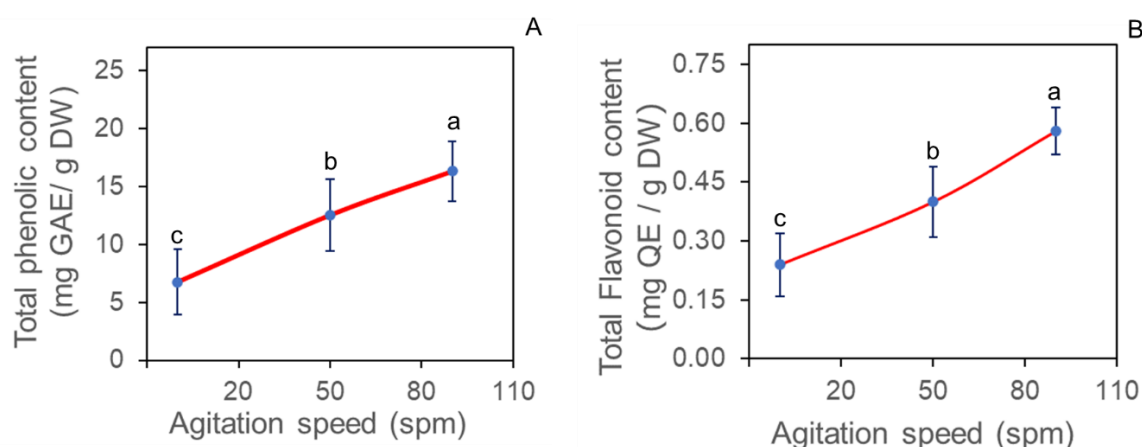 A
Total phenolic content
(mg GAE/ g DW)
25
20
15
10
5
0
a
b
c
20 50 80 110
Agitation speed (spm)
B
Total Flavonoid content
(mg QE / g DW)
0.75
0.60
0.45
0.30
0.15
0.00
a
b
c
20 50 80 110
Agitation speed (spm)